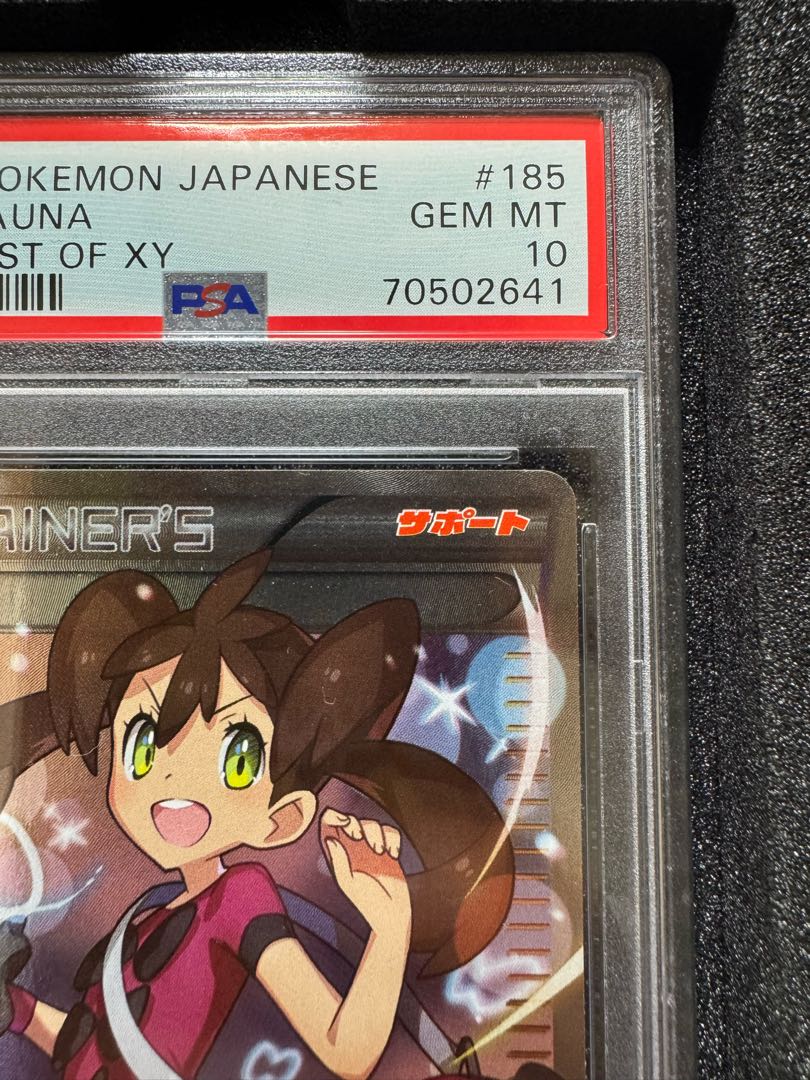 OKEMON JAPANESE #185
AUNA GEM MT
ST OF XY 10
PSA 70502641
AINER'S サポート